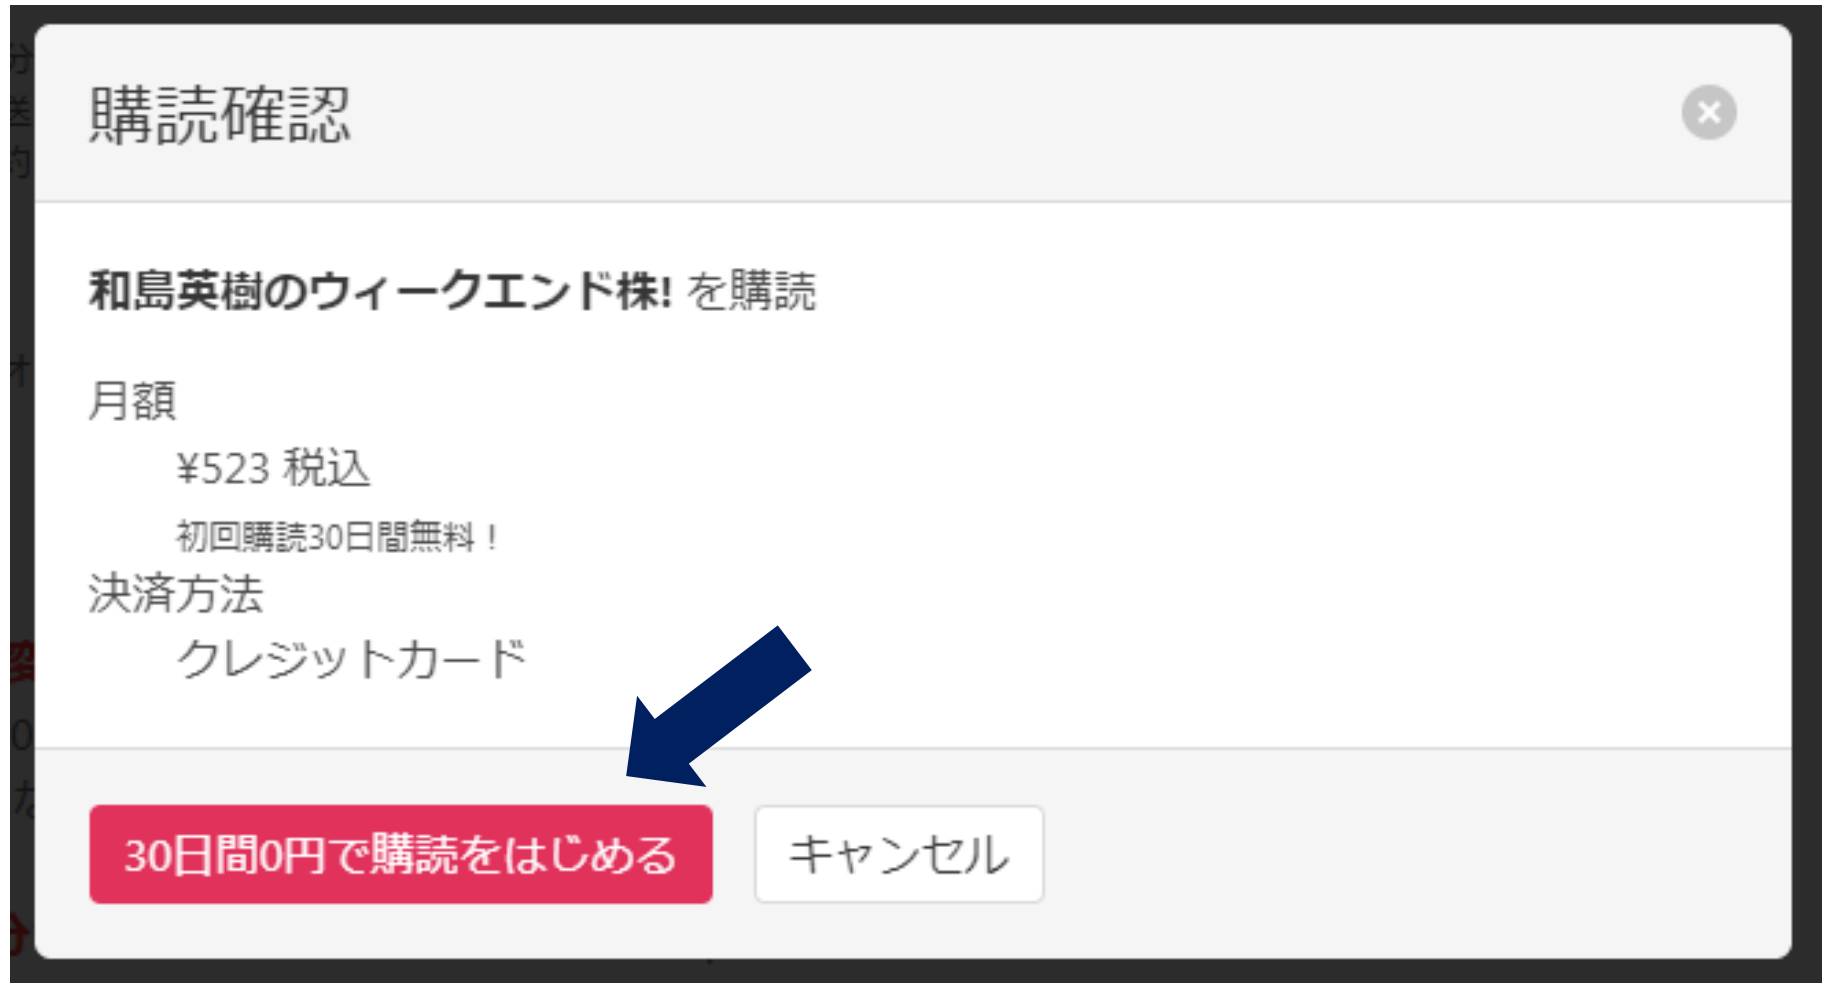 購読確認
和島英樹のウィークエンド株! を購読
月額
¥523 税込
初回購読30日間無料！
決済方法
クレジットカード
30日間0円で購読をはじめる
キャンセル